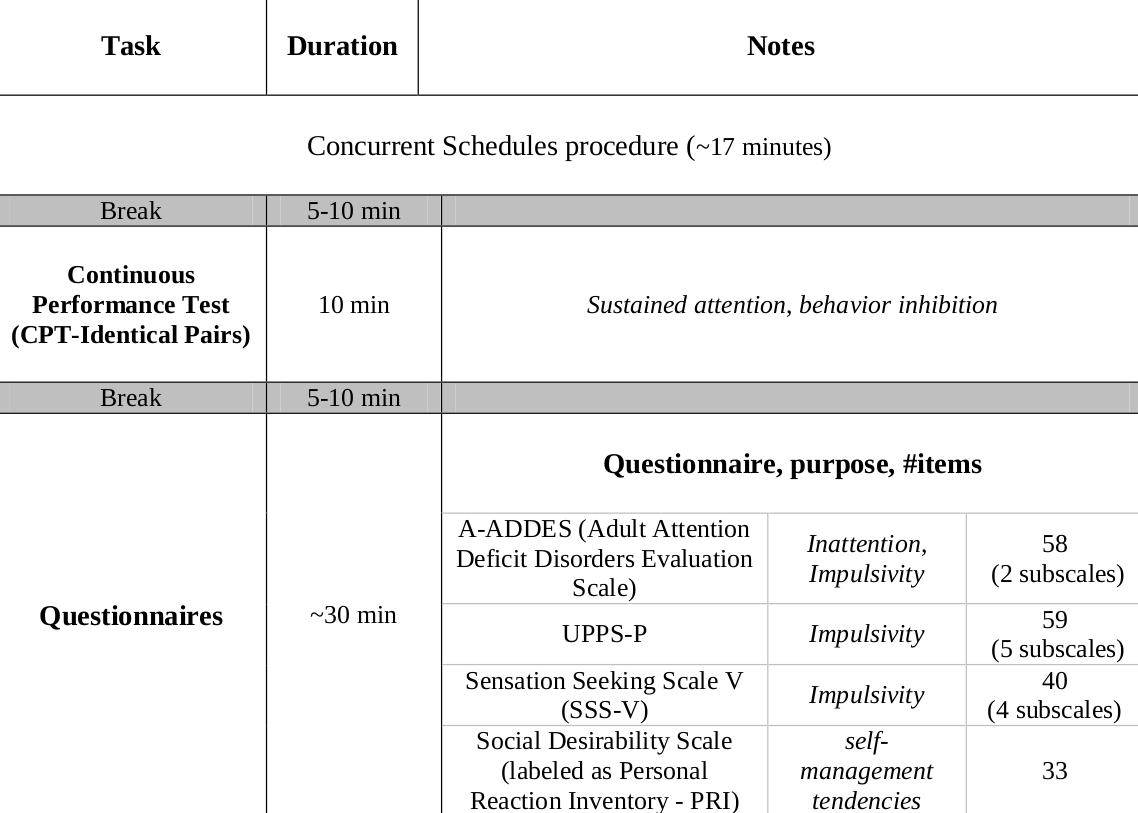 Task Duration Notes
Concurrent Schedules procedure (~17 minutes)
Break 5-10 min
Continuous
Performance Test
(CPT-Identical Pairs)
10 min
Sustained attention, behavior inhibition
Break 5-10 min
Questionnaires
~30 min
Questionnaire, purpose, #items
A-ADDES (Adult Attention
Deficit Disorders Evaluation
Scale)
Inattention,
Impulsivity
58
(2 subscales)
UPPS-P
Impulsivity
59
(5 subscales)
Sensation Seeking Scale V
(SSS-V)
Impulsivity
40
(4 subscales)
Social Desirability Scale
(labeled as Personal
Reaction Inventory - PRI)
self-
management
tendencies
33